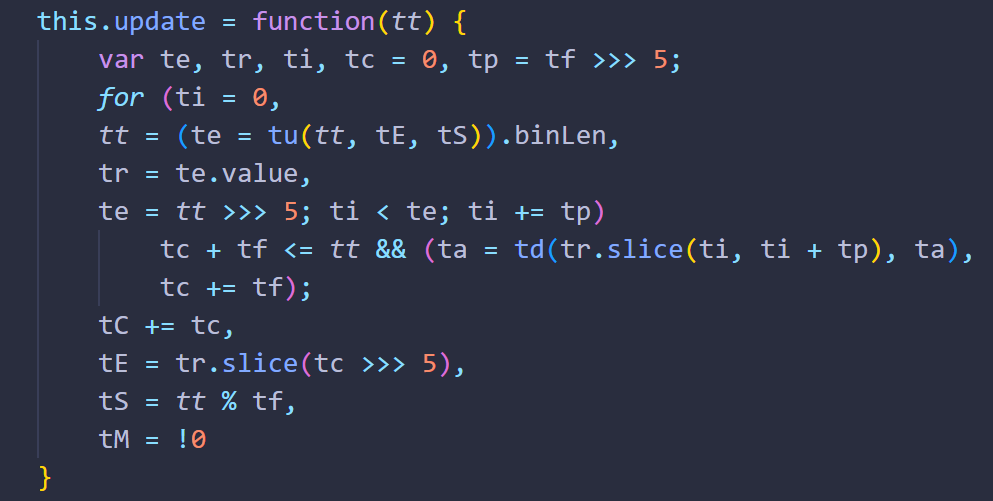 this.update = function(tt) {
    var te, tr, ti, tc = 0, tp = tf >>> 5;
    for (ti = 0,
    tt = (te = tu(tt, tE, tS)).binLen,
    tr = te.value,
    te = tt >>> 5; ti < te; ti += tp)
        tc + tf <= tt && (ta = td(tr.slice(ti, ti + tp), ta),
        tc += tf);
    tC += tc,
    tE = tr.slice(tc >>> 5),
    tS = tt % tf,
    tM = !0
}